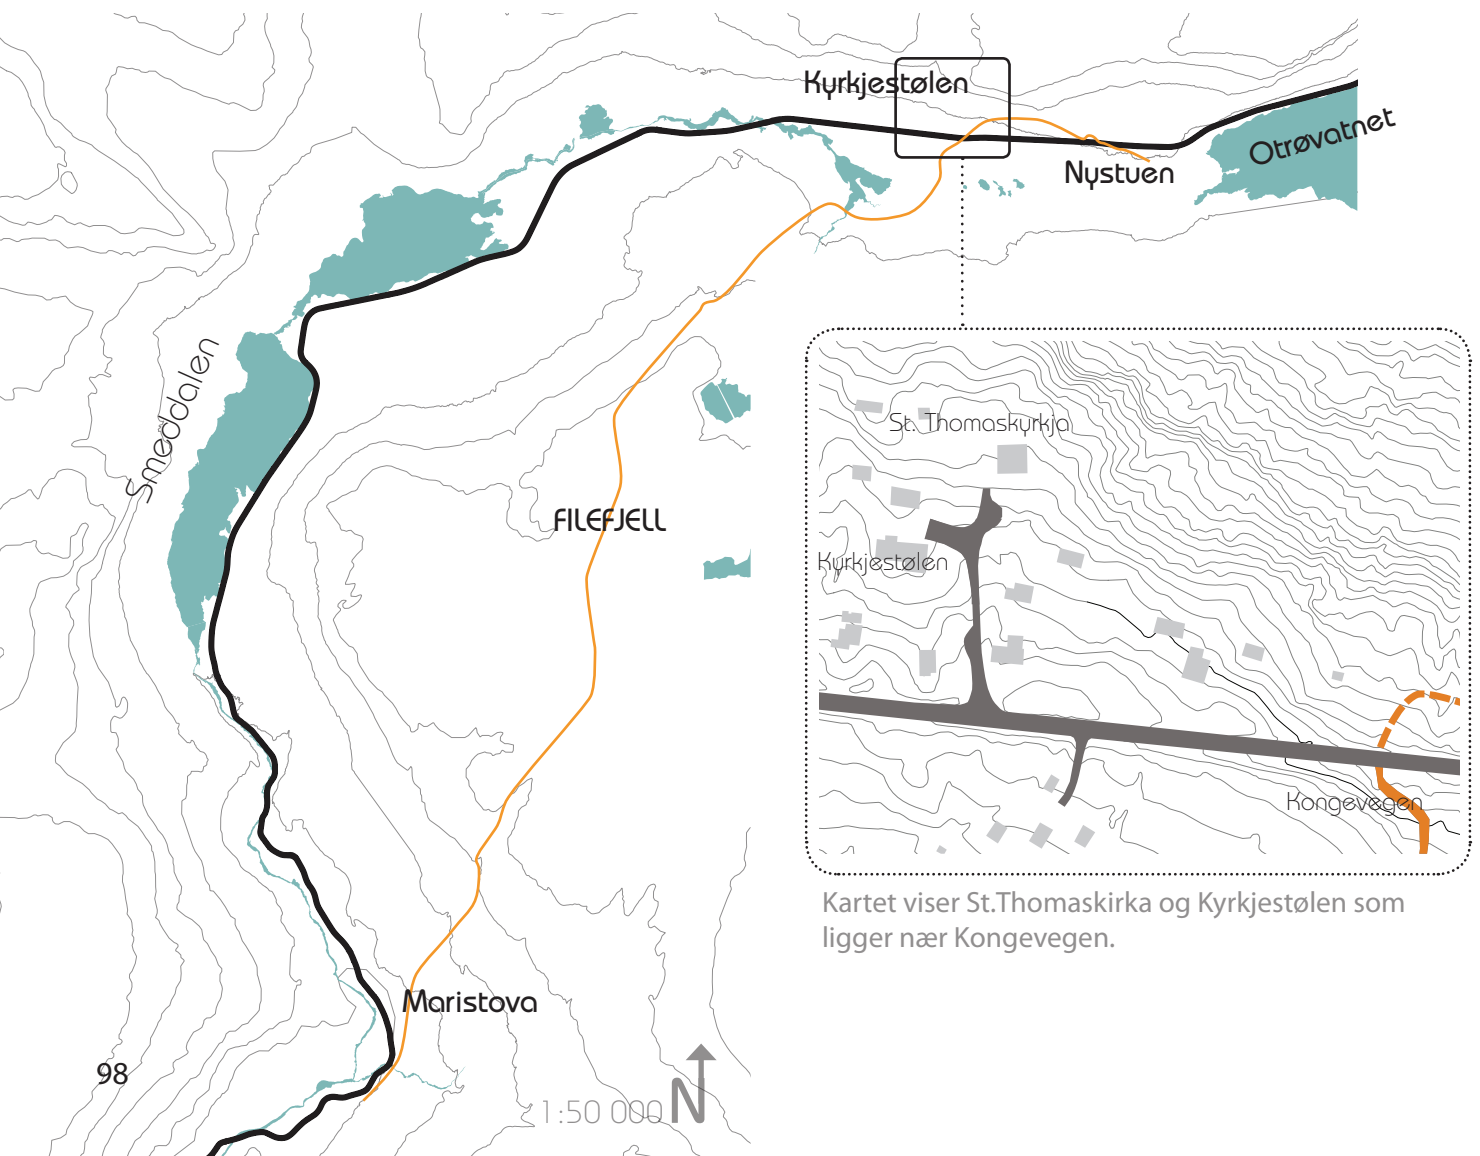 Kyrkjestølen
Otrøvatnet
Nystuen
Smeddalen
St. Thomaskyrkja
FILEFJELL
Kyrkjestølen
Kongevegen
Kartet viser St.Thomaskirka og Kyrkjestølen som
ligger nær Kongevegen.
Maristova
98
1:50 000 N